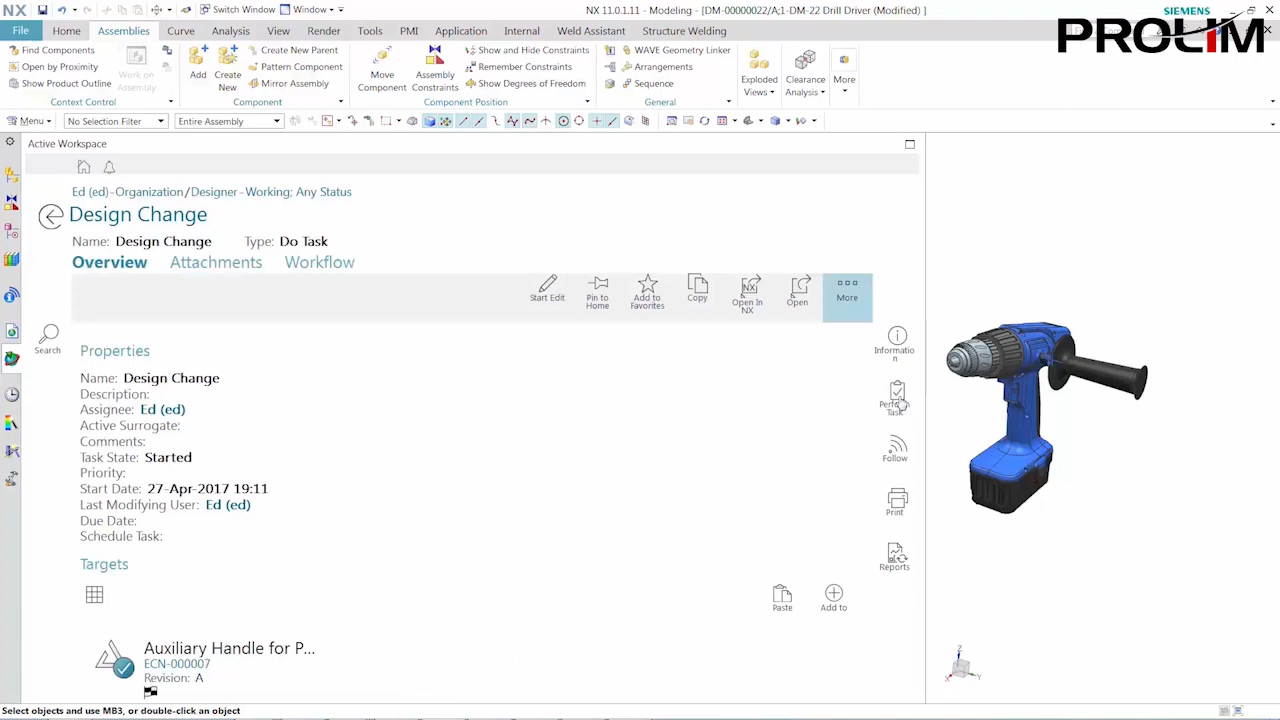 NX Switch Window Window NX 11.0.1.11 - Modeling - [DM-00000022/A;1-DM-22 Drill Driver (Modified) ] SIEMENS
File Home Assemblies Curve Analysis View Render Tools PMI Application Internal Weld Assistant Structure Welding
PROLIM
Find Components
Open by Proximity
Show Product Outline
Work on Assembly
Context Control
Add
Create New
Create New Parent
Pattern Component
Mirror Assembly
Component
Move Component
Assembly Constraints
Show and Hide Constraints
Remember Constraints
Show Degrees of Freedom
Component Position
WAVE Geometry Linker
Arrangements
Sequence
General
Exploded Views
Clearance Analysis
More
Menu No Selection Filter Entire Assembly
Active Workspace
Ed (ed)-Organization/Designer-Working; Any Status
Design Change
Name: Design Change Type: Do Task
Overview Attachments Workflow
Start Edit
Pin to Home
Add to Favorites
Copy
Open In NX
Open
More
Search
Properties
Name: Design Change
Description:
Assignee: Ed (ed)
Active Surrogate:
Comments:
Task State: Started
Priority:
Start Date: 27-Apr-2017 19:11
Last Modifying User: Ed (ed)
Due Date:
Schedule Task:
Information
Perform Task
Follow
Print
Reports
Targets
Paste
Add to
Auxiliary Handle for P...
ECN-000007
Revision: A
Z
X
Y
Select objects and use MB3, or double-click an object